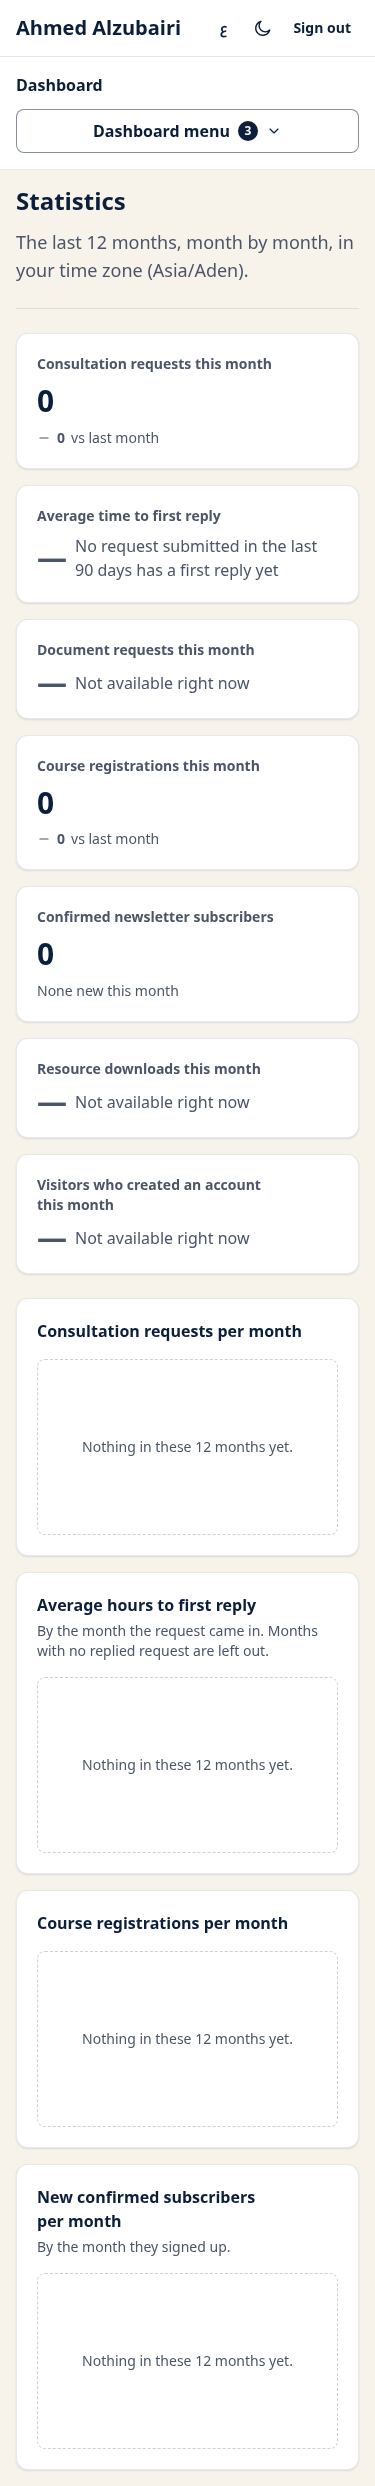 Ahmed Alzubairi
ع
Sign out
Dashboard
Dashboard menu 3
Statistics
The last 12 months, month by month, in
your time zone (Asia/Aden).
Consultation requests this month
0
— 0 vs last month
Average time to first reply
— No request submitted in the last
90 days has a first reply yet
Document requests this month
— Not available right now
Course registrations this month
0
— 0 vs last month
Confirmed newsletter subscribers
0
None new this month
Resource downloads this month
— Not available right now
Visitors who created an account
this month
— Not available right now
Consultation requests per month
Nothing in these 12 months yet.
Average hours to first reply
By the month the request came in. Months
with no replied request are left out.
Nothing in these 12 months yet.
Course registrations per month
Nothing in these 12 months yet.
New confirmed subscribers
per month
By the month they signed up.
Nothing in these 12 months yet.